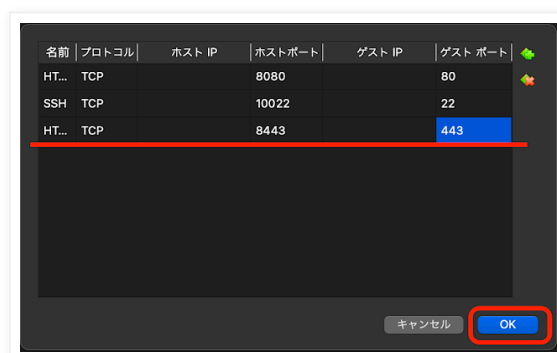 名前 プロトコル ホスト IP ホストポート ゲスト IP ゲスト ポート
HT... TCP 8080 80
SSH TCP 10022 22
HT... TCP 8443 443
キャンセル OK